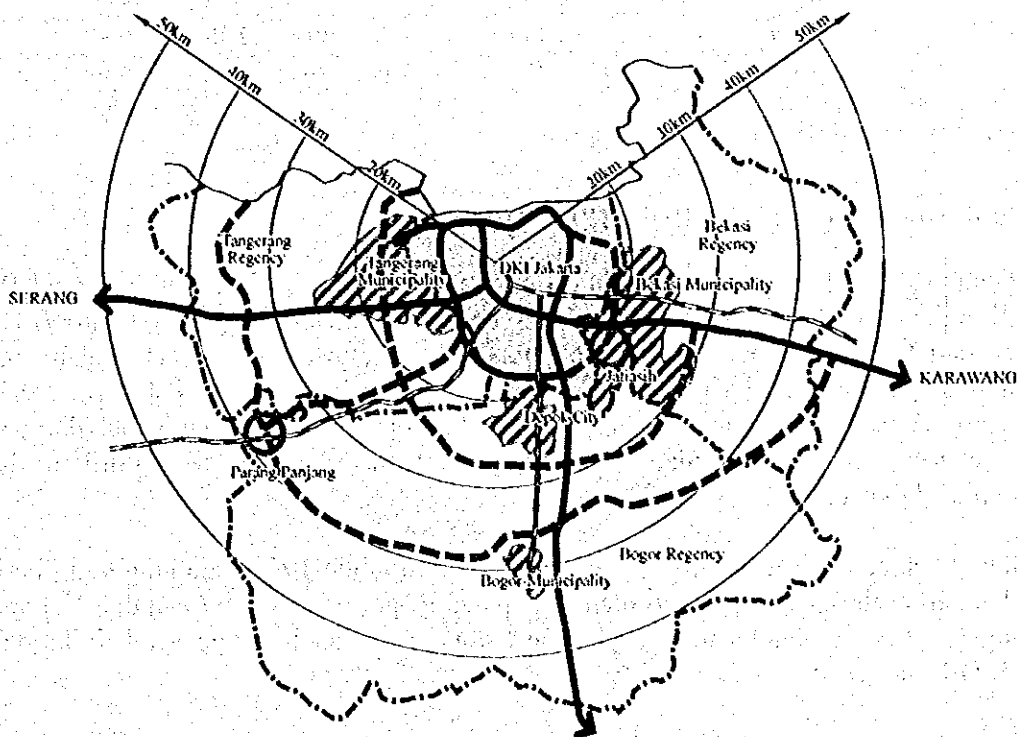 50km
50km
40km
40km
30km
30km
20km
20km
Tangerang
Regency
Bekasi
Regency
Tangerang
Municipality
DKI Jakarta
Bekasi Municipality
SERANG
KARAWANG
Jatiasih
Depok City
Parang Panjang
Bogor Regency
Bogor Municipality